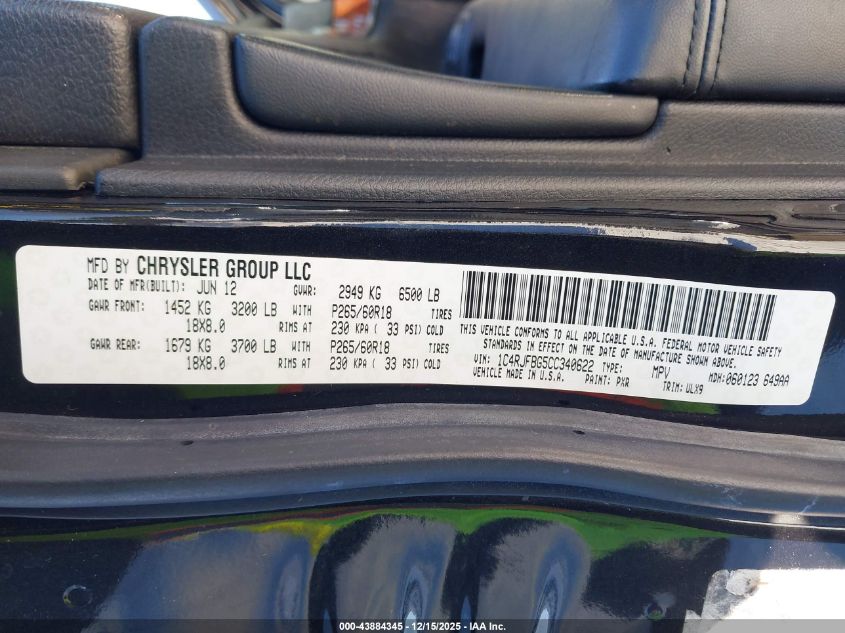 MFD BY CHRYSLER GROUP LLC
DATE OF MFR(BUILT): JUN 12 GVWR: 2949 KG 6500 LB
GAWR FRONT: 1452 KG 3200 LB WITH P265/60R18 TIRES
18X8.0 RIMS AT 230 KPA ( 33 PSI) COLD
GAWR REAR: 1679 KG 3700 LB WITH P265/60R18 TIRES
18X8.0 RIMS AT 230 KPA ( 33 PSI) COLD
THIS VEHICLE CONFORMS TO ALL APPLICABLE U.S.A. FEDERAL MOTOR VEHICLE SAFETY
STANDARDS IN EFFECT ON THE DATE OF MANUFACTURE SHOWN ABOVE.
VIN: 1C4RJFBG5CC340622 TYPE: MPV MDH:060123 649AA
VEHICLE MADE IN U.S.A. PAINT: PXR TRIM: ULX9
000-43884345 - 12/15/2025 - IAA Inc.